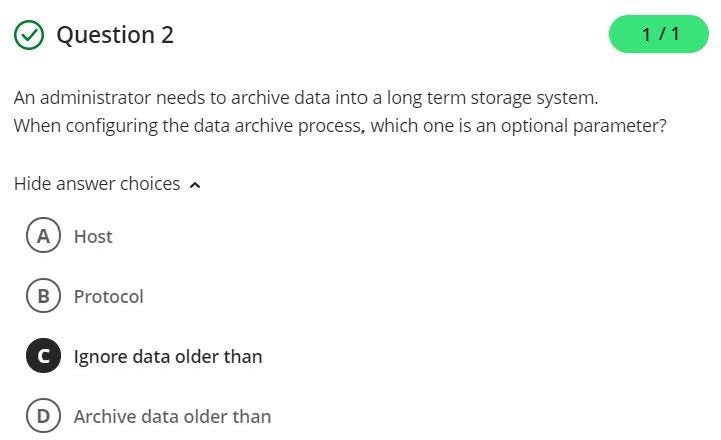 Question 2
1 / 1
An administrator needs to archive data into a long term storage system.
When configuring the data archive process, which one is an optional parameter?
Hide answer choices
A Host
B Protocol
C Ignore data older than
D Archive data older than